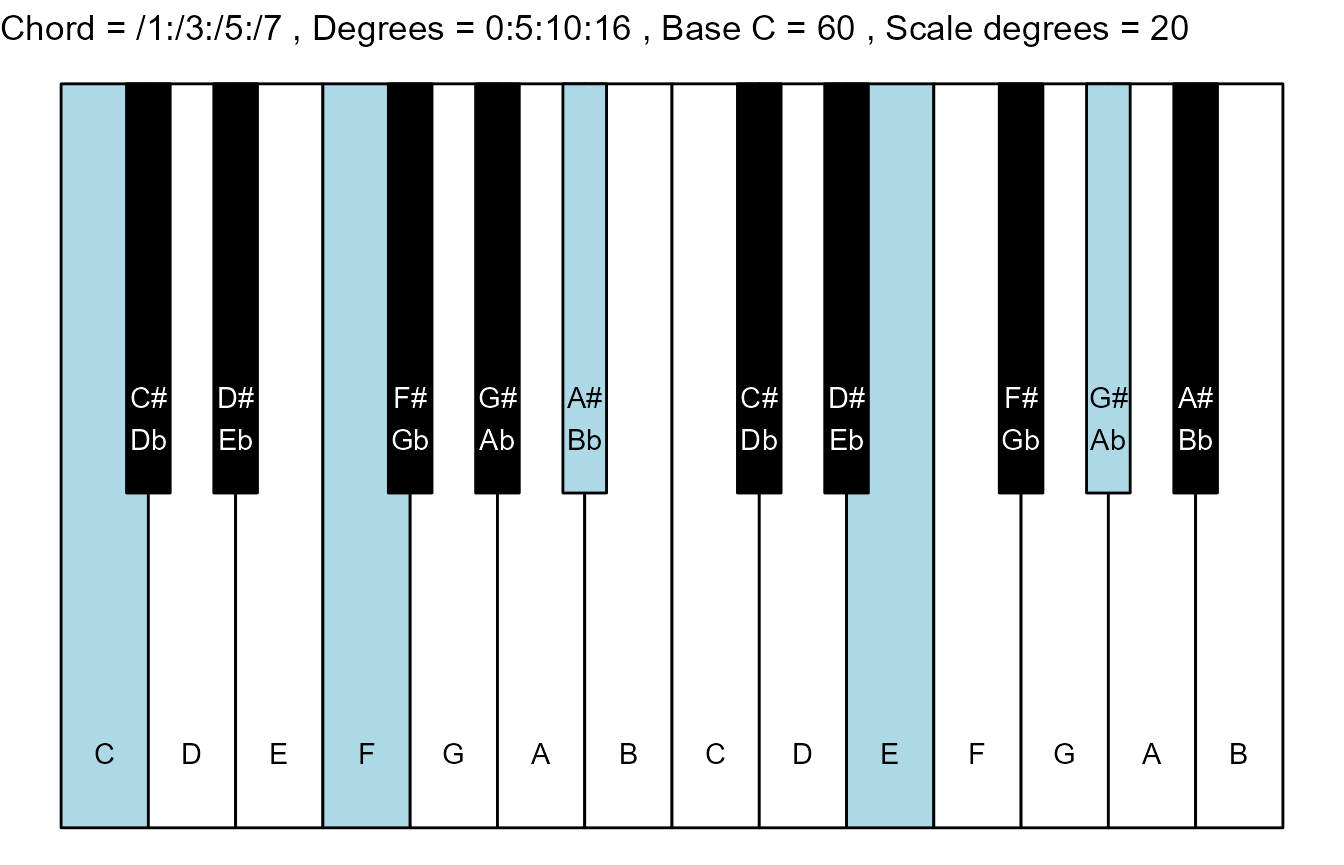 Chord = /1:/3:/5:/7 , Degrees = 0:5:10:16 , Base C = 60 , Scale degrees = 20
C# D# F# G# A# C# D# F# G# A#
Db Eb Gb Ab Bb Db Eb Gb Ab Bb
C D E F G A B C D E F G A B